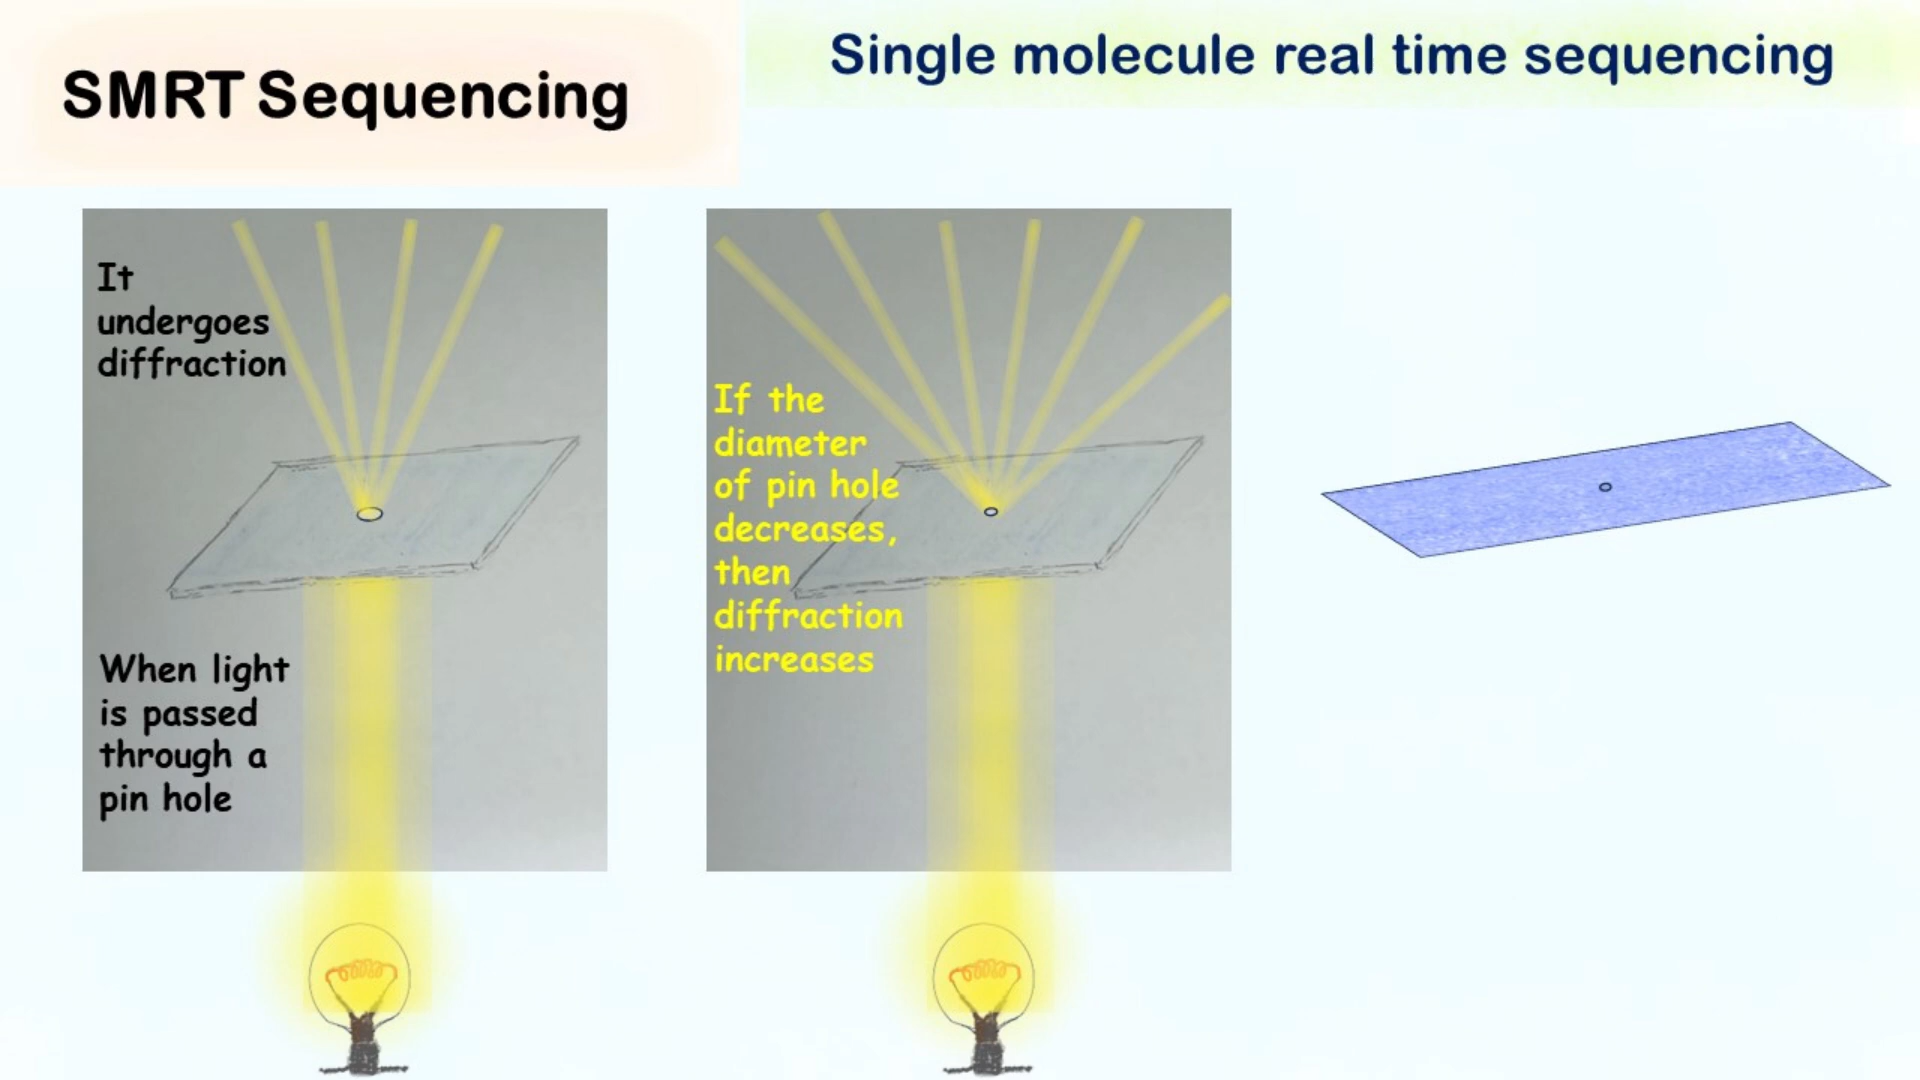 SMRT Sequencing
Single molecule real time sequencing
It
undergoes
diffraction
When light
is passed
through a
pin hole
If the
diameter
of pin hole
decreases,
then
diffraction
increases